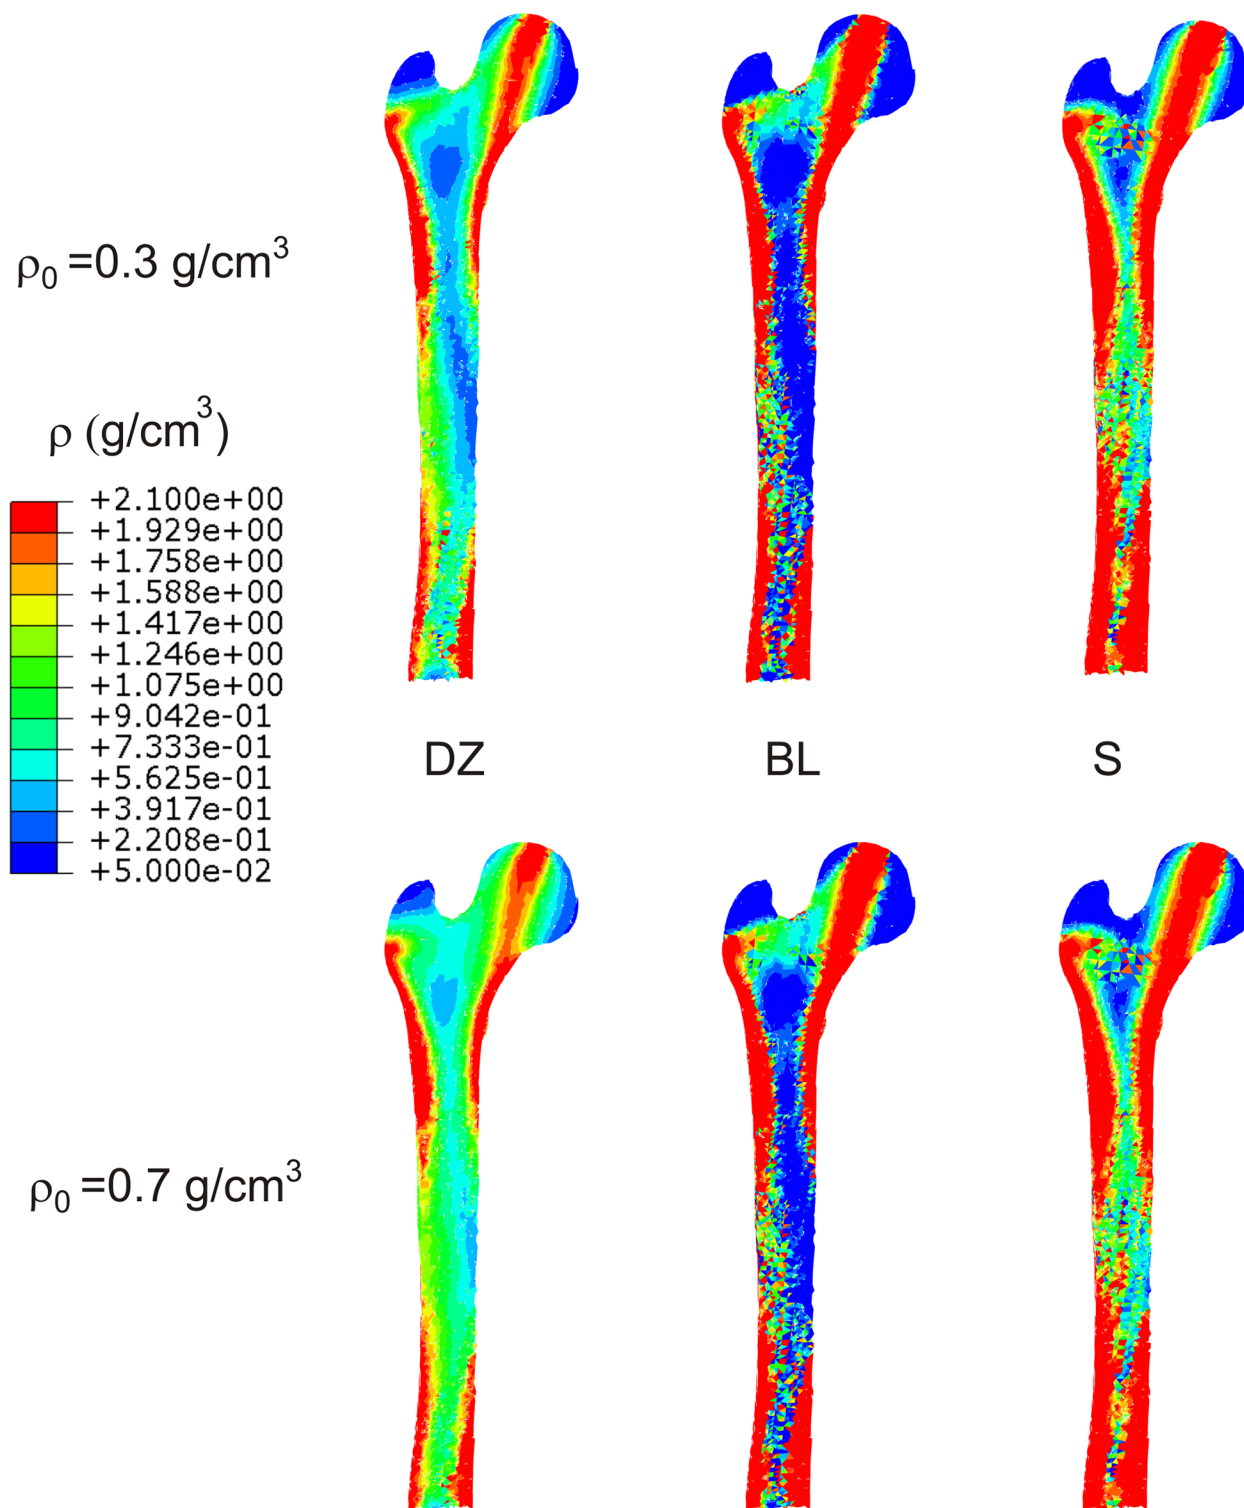 ρ₀ =0.3 g/cm³
ρ (g/cm³)
+2.100e+00
+1.929e+00
+1.758e+00
+1.588e+00
+1.417e+00
+1.246e+00
+1.075e+00
+9.042e-01
+7.333e-01
+5.625e-01
+3.917e-01
+2.208e-01
+5.000e-02
DZ BL S
ρ₀ =0.7 g/cm³